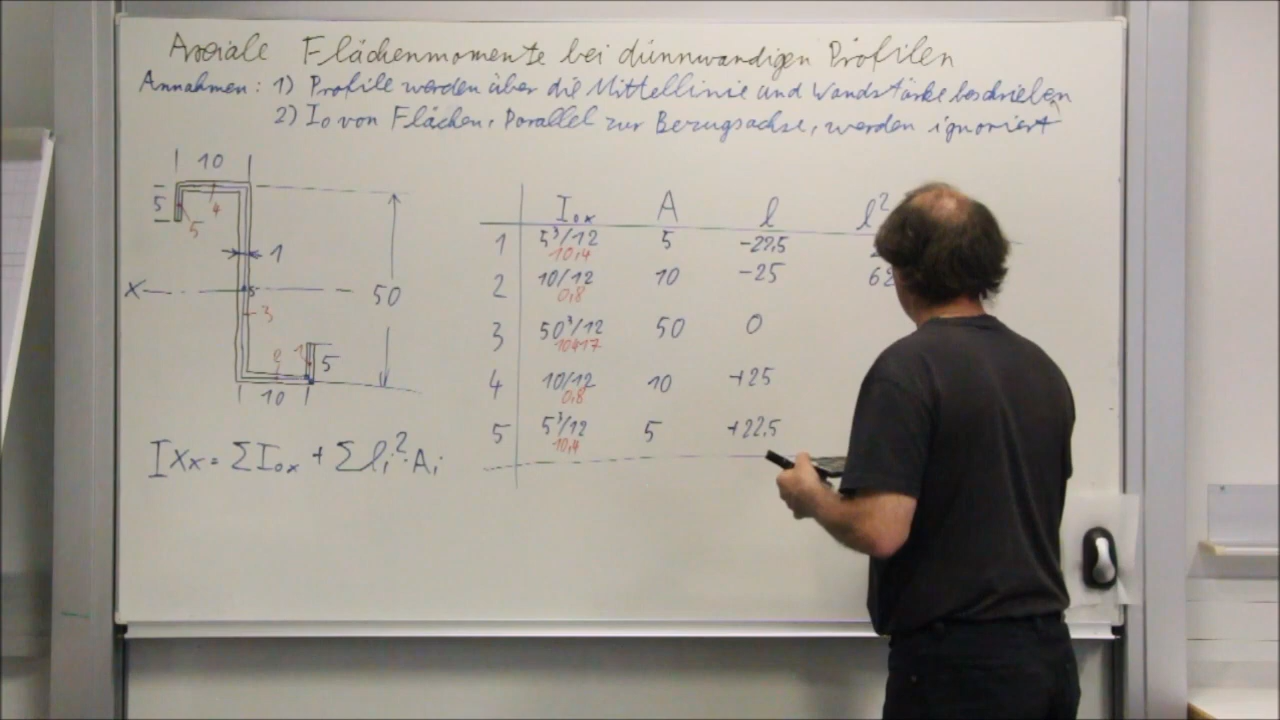 Axiale Flächenmomente bei dünnwandigen Profilen
Annahmen: 1) Profile werden über die Mittellinie und Wandstärke beschrieben
2) I₀ von Flächen, Parallel zur Bezugsachse, werden ignoriert
10
5
4
5
1
X
S
50
3
2
1
5
10
Ixx = ΣI₀ₓ + Σlᵢ²·Aᵢ
I₀ₓ A l l²
1 5³/12 5 -22,5
10,4
2 10/12 10 -25 62
0,8
3 50³/12 50 0
10417
4 10/12 10 +25
0,8
5 5³/12 5 +22,5
10,4